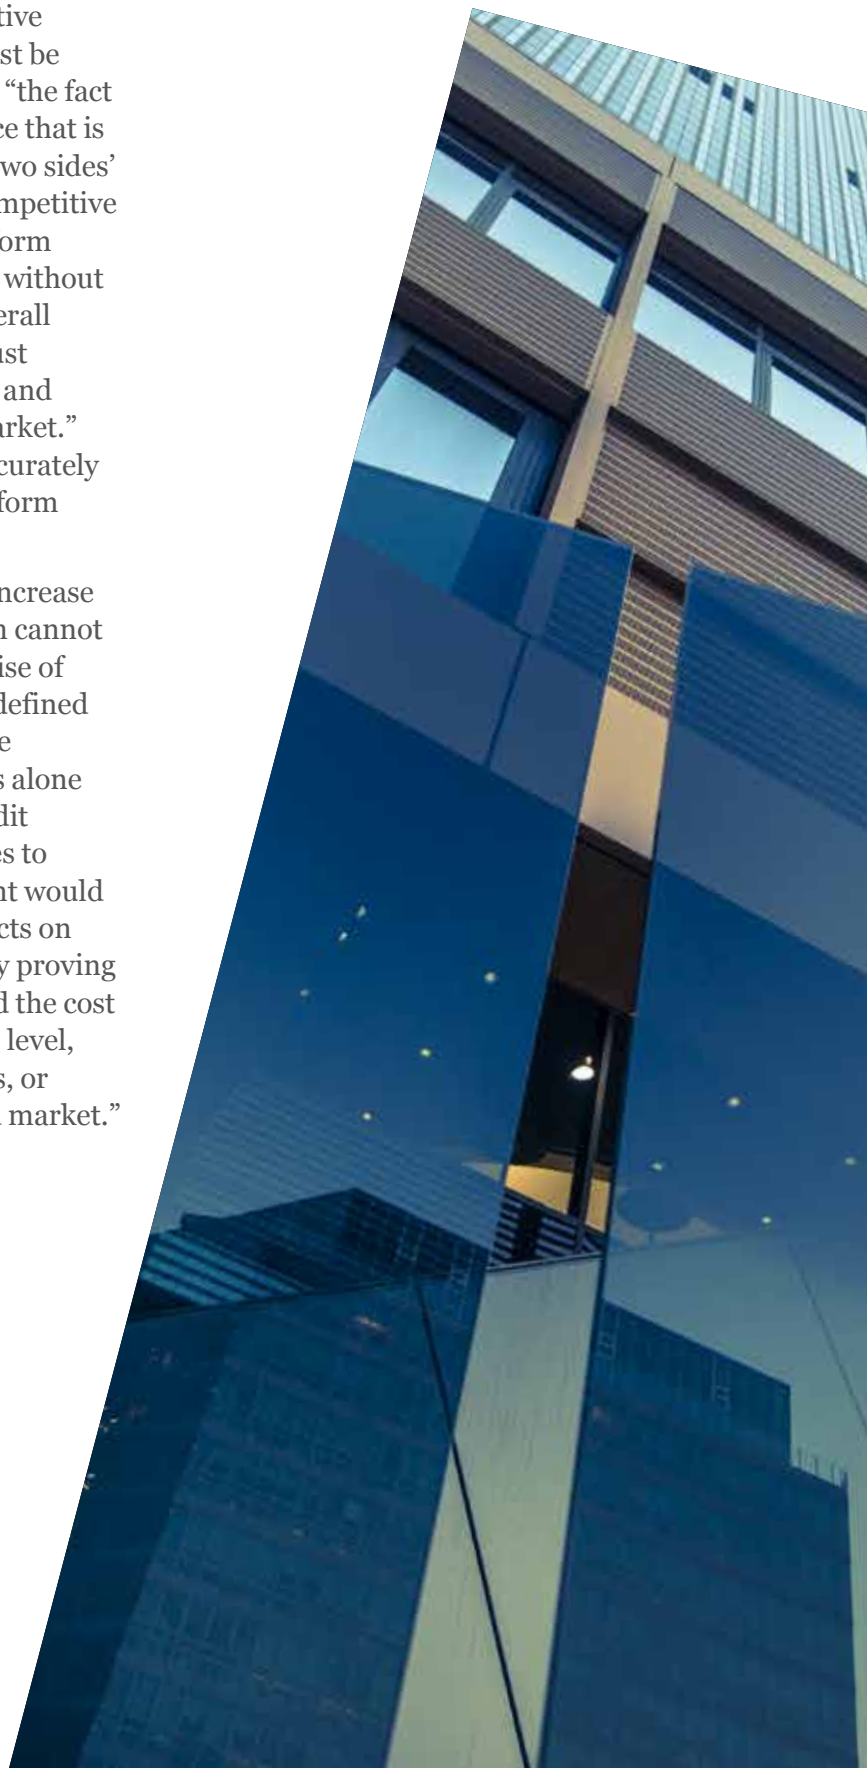 tive
st be
“the fact
ce that is
wo sides’
mpetitive
orm
without
erall
ust
and
arket.”
curately
form
ncrease
n cannot
ise of
defined
e
s alone
dit
es to
nt would
cts on
y proving
d the cost
level,
s, or
market.”